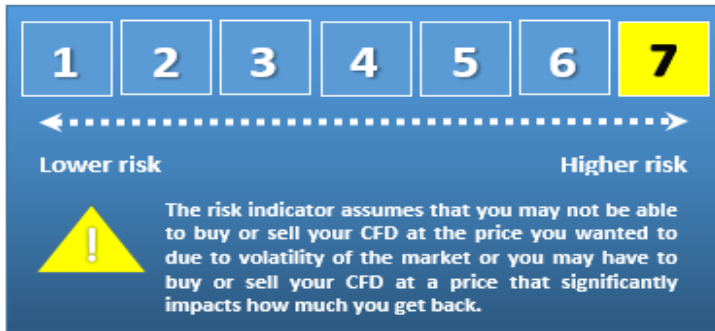 1 2 3 4 5 6 7
Lower risk Higher risk
!
The risk indicator assumes that you may not be able
to buy or sell your CFD at the price you wanted to
due to volatility of the market or you may have to
buy or sell your CFD at a price that significantly
impacts how much you get back.